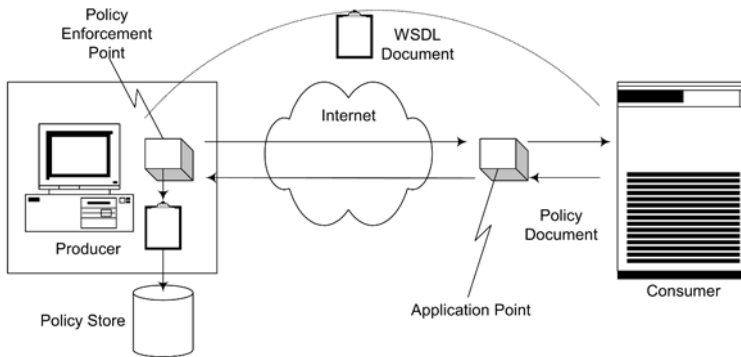 Policy
Enforcement
Point
WSDL
Document
Internet
Producer
Policy
Document
Consumer
Policy Store
Application Point